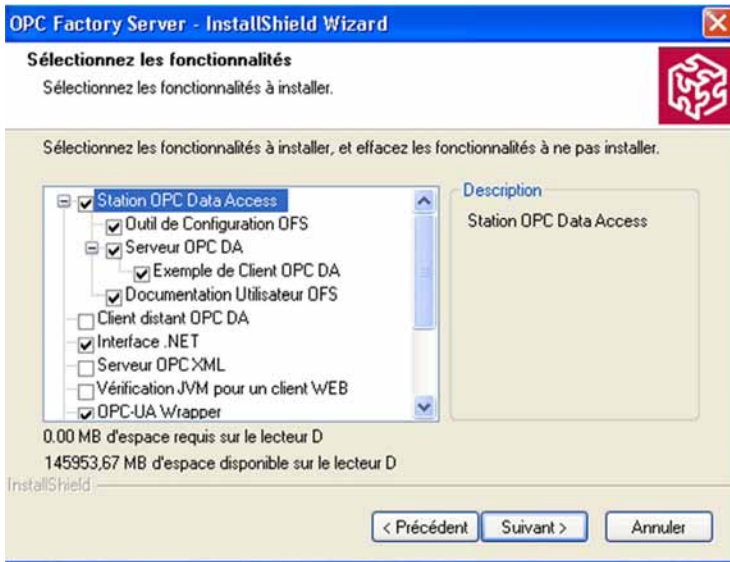 OPC Factory Server - InstallShield Wizard
Sélectionnez les fonctionnalités
Sélectionnez les fonctionnalités à installer.
Sélectionnez les fonctionnalités à installer, et effacez les fonctionnalités à ne pas installer.
Station OPC Data Access
Outil de Configuration OFS
Serveur OPC DA
Exemple de Client OPC DA
Documentation Utilisateur OFS
Client distant OPC DA
Interface .NET
Serveur OPC XML
Vérification JVM pour un client WEB
OPC-UA Wrapper
Description
Station OPC Data Access
0.00 MB d'espace requis sur le lecteur D
145953,67 MB d'espace disponible sur le lecteur D
InstallShield
< Précédent
Suivant >
Annuler